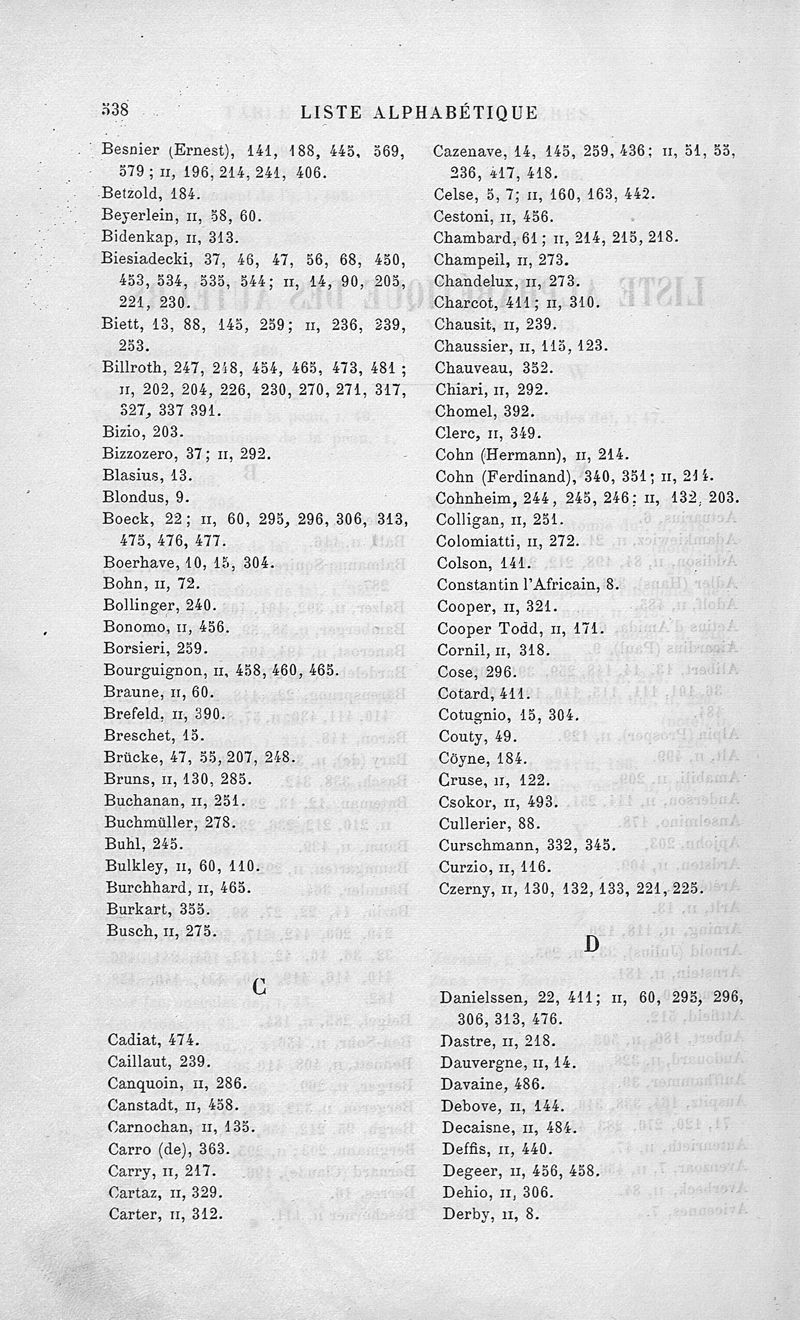 538
LISTE ALPHABÉTIQUE
Besnier (Ernest), 141, 188, 445, 569,
579 ; II, 196, 214, 241, 406.
Betzold, 184.
Beyerlein, II, 58, 60.
Bidenkap, II, 313.
Biesiadecki, 37, 46, 47, 56, 68, 450,
453, 534, 535, 544; II, 14, 90, 205,
221, 230.
Biett, 13, 88, 145, 259; II, 236, 239,
253.
Billroth, 247, 248, 454, 465, 473, 481 ;
II, 202, 204, 226, 230, 270, 271, 317,
327, 337 391.
Bizio, 203.
Bizzozero, 37; II, 292.
Blasius, 13.
Blondus, 9.
Boeck, 22; II, 60, 295, 296, 306, 313,
475, 476, 477.
Boerhave, 10, 15, 304.
Bohn, II, 72.
Bollinger, 240.
Bonomo, II, 456.
Borsieri, 259.
Bourguignon, II, 458, 460, 465.
Braune, II, 60.
Brefeld, II, 390.
Breschet, 15.
Brücke, 47, 55, 207, 248.
Bruns, II, 130, 285.
Buchanan, II, 251.
Buchmüller, 278.
Buhl, 245.
Bulkley, II, 60, 110.
Burchhard, II, 465.
Burkart, 355.
Busch, II, 275.
C
Cadiat, 474.
Caillaut, 239.
Canquoin, II, 286.
Canstadt, II, 458.
Carnochan, II, 135.
Carro (de), 363.
Carry, II, 217.
Cartaz, II, 329.
Carter, II, 312.
Cazenave, 14, 145, 259, 436; II, 51, 55,
236, 417, 418.
Celse, 5, 7; II, 160, 163, 442.
Cestoni, II, 456.
Chambard, 61 ; II, 214, 215, 218.
Champeil, II, 273.
Chandelux, II, 273.
Charcot, 411 ; II, 310.
Chausit, II, 239.
Chaussier, II, 115, 123.
Chauveau, 352.
Chiari, II, 292.
Chomel, 392.
Clerc, II, 349.
Cohn (Hermann), II, 214.
Cohn (Ferdinand), 340, 351 ; II, 214.
Cohnheim, 244, 245, 246; II, 132, 203.
Colligan, II, 251.
Colomiatti, II, 272.
Colson, 141.
Constantin l'Africain, 8.
Cooper, II, 321.
Cooper Todd, II, 171.
Cornil, II, 318.
Cose, 296.
Cotard, 411.
Cotugnio, 15, 304.
Couty, 49.
Cöyne, 184.
Cruse, II, 122.
Csokor, II, 493.
Cullerier, 88.
Curschmann, 332, 345.
Curzio, II, 116.
Czerny, II, 130, 132, 133, 221, 225.
D
Danielssen, 22, 411; II, 60, 295, 296,
306, 313, 476.
Dastre, II, 218.
Dauvergne, II, 14.
Davaine, 486.
Debove, II, 144.
Decaisne, II, 484.
Deffis, II, 440.
Degeer, II, 456, 458.
Dehio, II, 306.
Derby, II, 8.